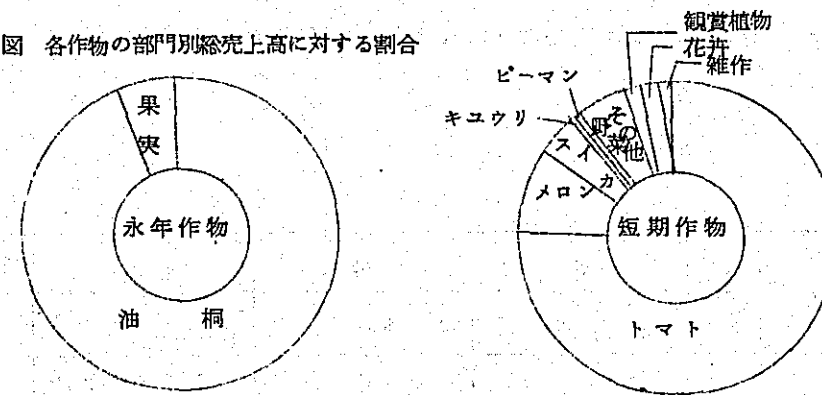 図 各作物の部門別総売上高に対する割合
果実
永年作物
油桐
観賞植物
花卉
雑作
ピーマン
キユウリ
その他
野菜
スイカ
メロン
短期作物
トマト